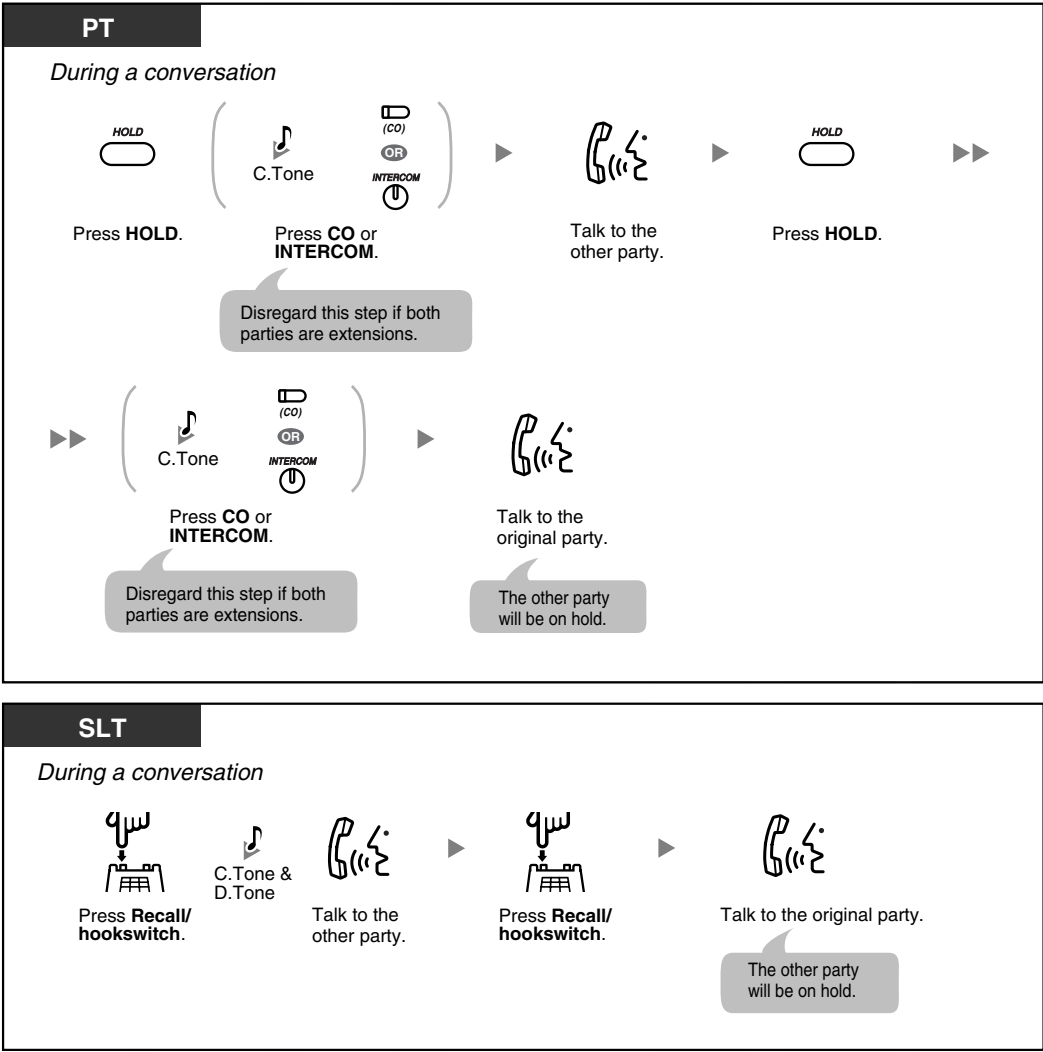 PT
During a conversation
HOLD
Press HOLD.
C.Tone
(CO)
OR
INTERCOM
Press CO or
INTERCOM.
Disregard this step if both
parties are extensions.
Talk to the
other party.
HOLD
Press HOLD.
C.Tone
(CO)
OR
INTERCOM
Press CO or
INTERCOM.
Disregard this step if both
parties are extensions.
Talk to the
original party.
The other party
will be on hold.
SLT
During a conversation
Press Recall/
hookswitch.
C.Tone &
D.Tone
Talk to the
other party.
Press Recall/
hookswitch.
Talk to the original party.
The other party
will be on hold.